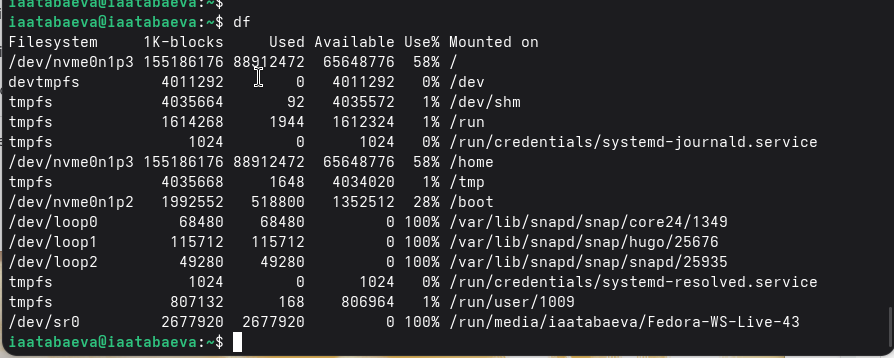 iaatabaeva@iaatabaeva:~$
iaatabaeva@iaatabaeva:~$ df
Filesystem     1K-blocks     Used Available Use% Mounted on
/dev/nvme0n1p3 155186176 88912472  65648776  58% /
devtmpfs         4011292        0   4011292   0% /dev
tmpfs            4035664       92   4035572   1% /dev/shm
tmpfs            1614268     1944   1612324   1% /run
tmpfs               1024        0      1024   0% /run/credentials/systemd-journald.service
/dev/nvme0n1p3 155186176 88912472  65648776  58% /home
tmpfs            4035668     1648   4034020   1% /tmp
/dev/nvme0n1p2   1992552   518800   1352512  28% /boot
/dev/loop0         68480    68480         0 100% /var/lib/snapd/snap/core24/1349
/dev/loop1        115712   115712         0 100% /var/lib/snapd/snap/hugo/25676
/dev/loop2         49280    49280         0 100% /var/lib/snapd/snap/snapd/25935
tmpfs               1024        0      1024   0% /run/credentials/systemd-resolved.service
tmpfs             807132      168    806964   1% /run/user/1009
/dev/sr0         2677920  2677920         0 100% /run/media/iaatabaeva/Fedora-WS-Live-43
iaatabaeva@iaatabaeva:~$